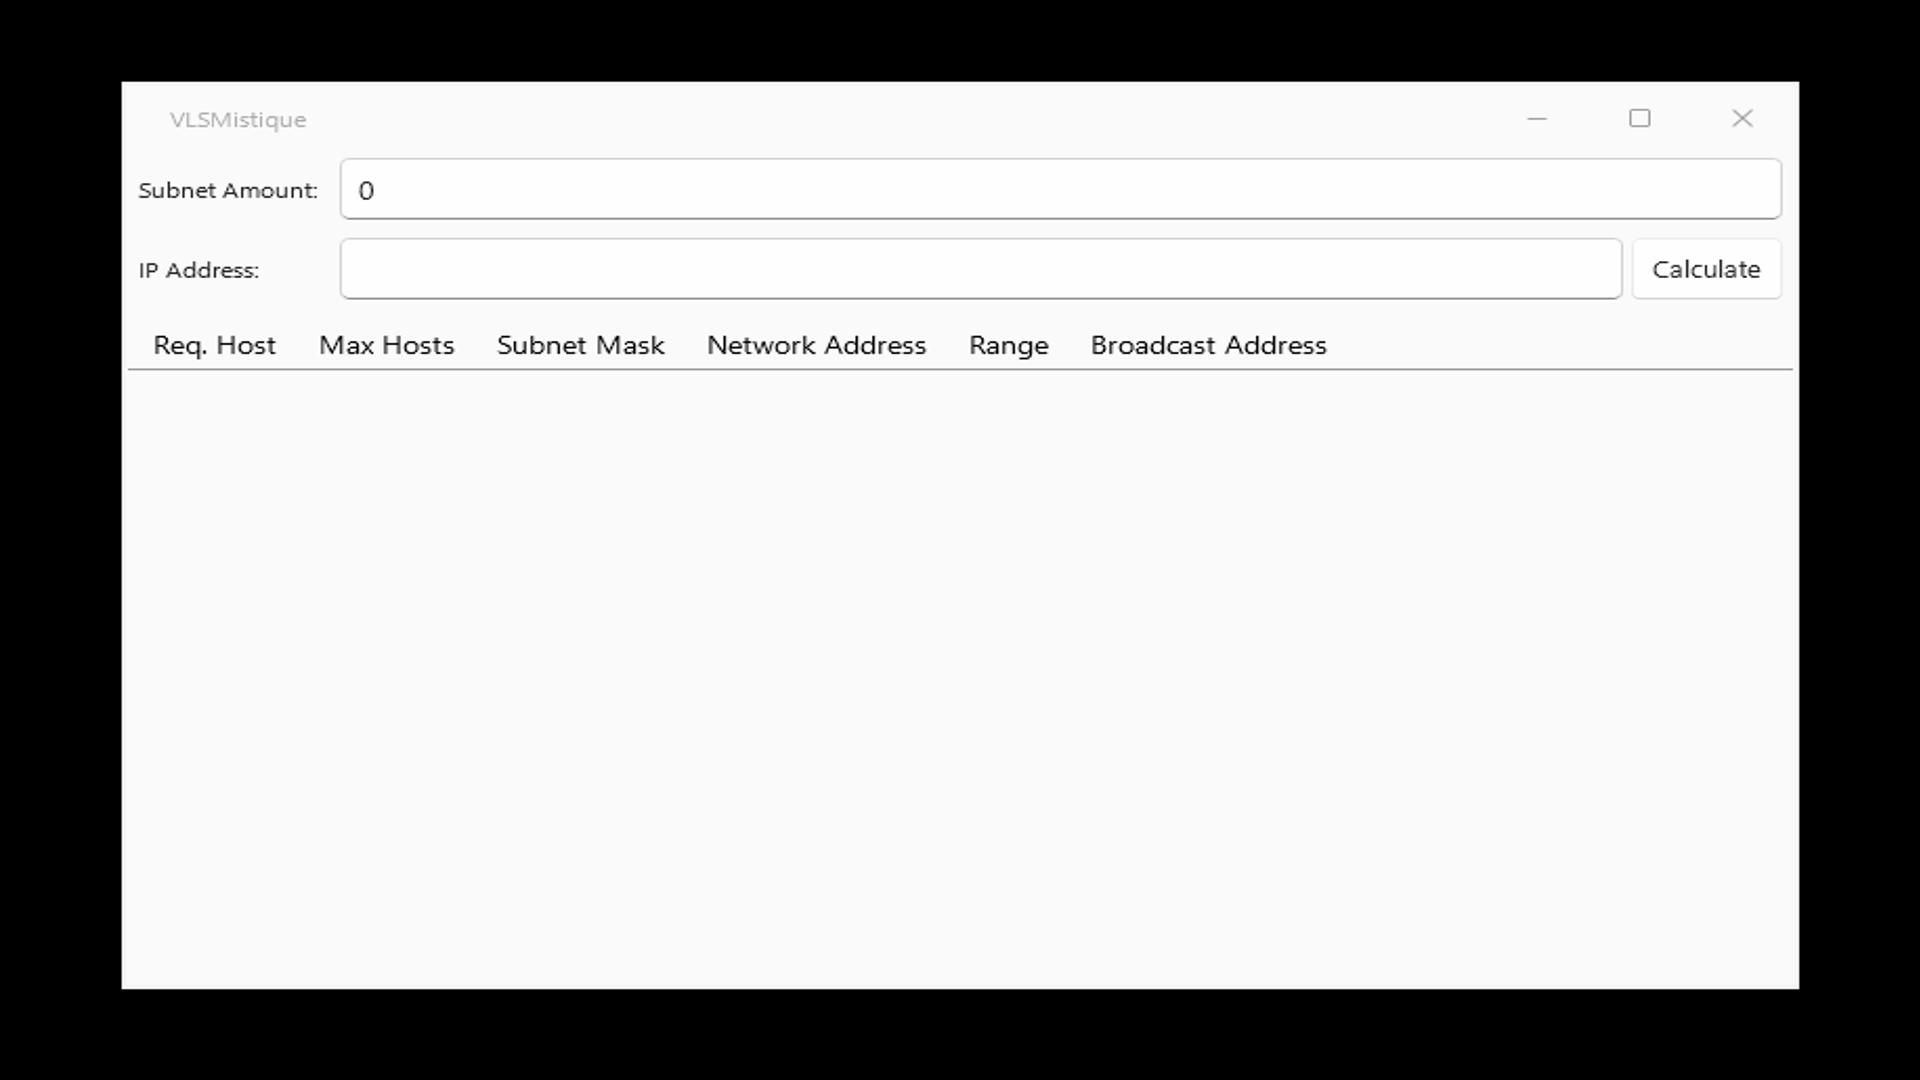 VLSMistique
Subnet Amount: 0
IP Address: Calculate
Req. Host Max Hosts Subnet Mask Network Address Range Broadcast Address